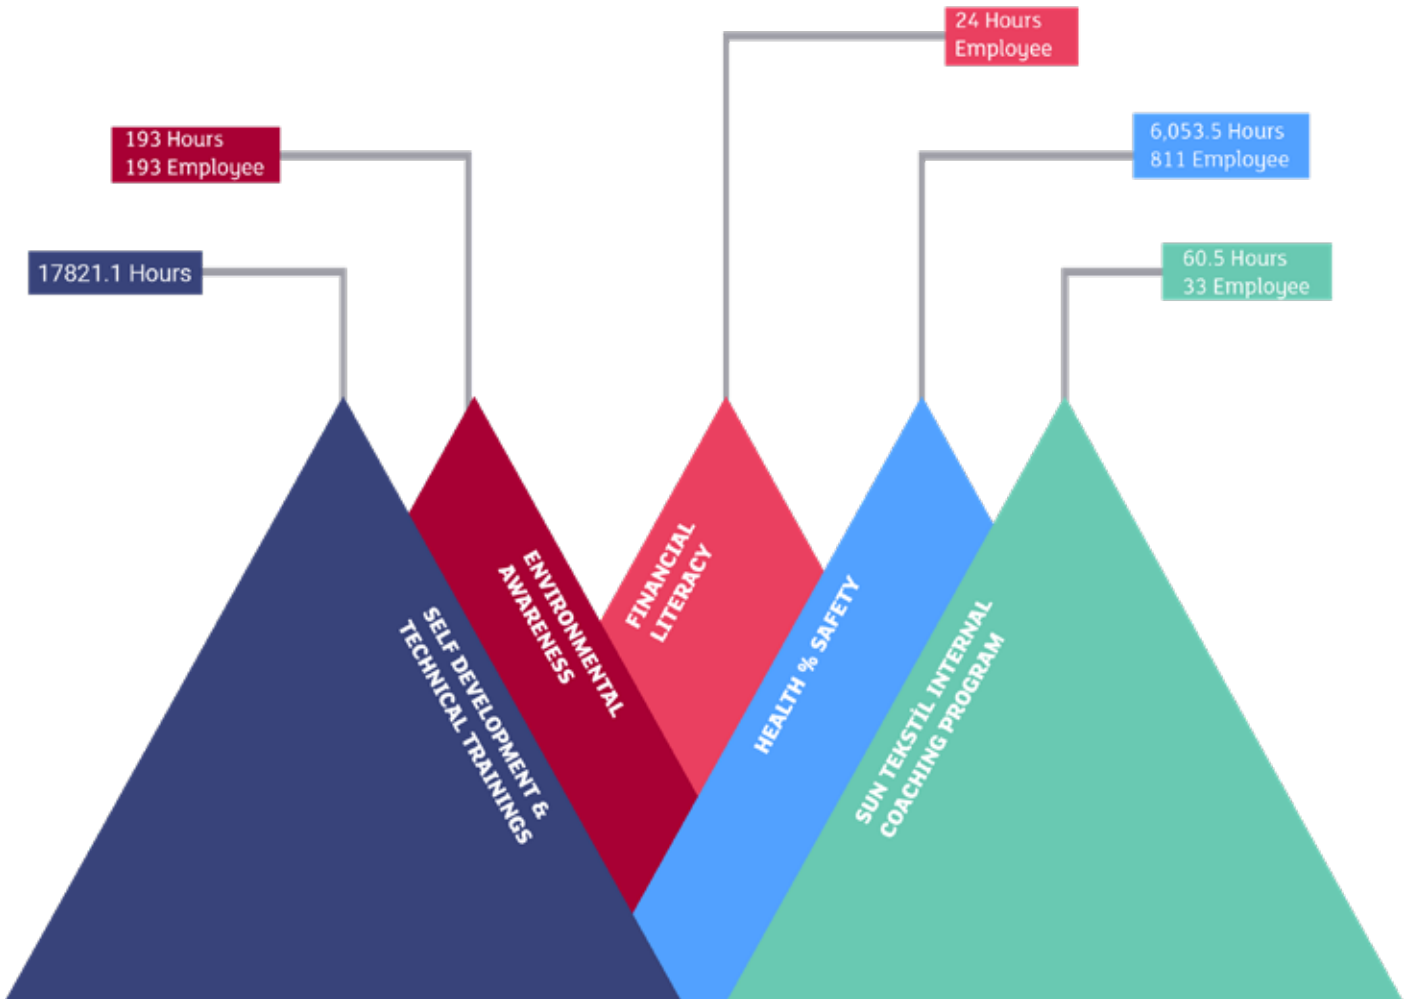 24 Hours
Employee
193 Hours
193 Employee
6,053.5 Hours
811 Employee
17821.1 Hours
60.5 Hours
33 Employee
SELF DEVELOPMENT &
TECHNICAL TRAININGS
ENVIRONMENTAL
AWARENESS
FINANCIAL
LITERACY
HEALTH % SAFETY
SUN TEKSTİL INTERNAL
COACHING PROGRAM